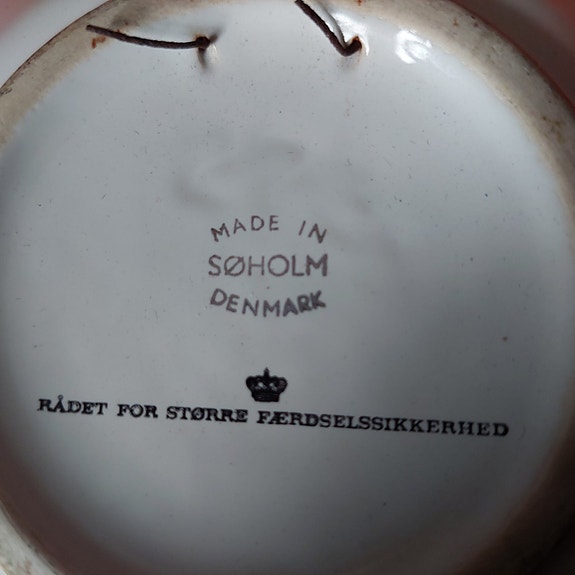 MADE IN
SØHOLM
DENMARK
RÅDET FOR STØRRE FÆRDSELSSIKKERHED